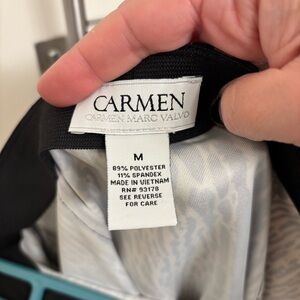 CARMEN
CARMEN MARC VALVO
M
89% POLYESTER
11% SPANDEX
MADE IN VIETNAM
RN# 93178
SEE REVERSE
FOR CARE